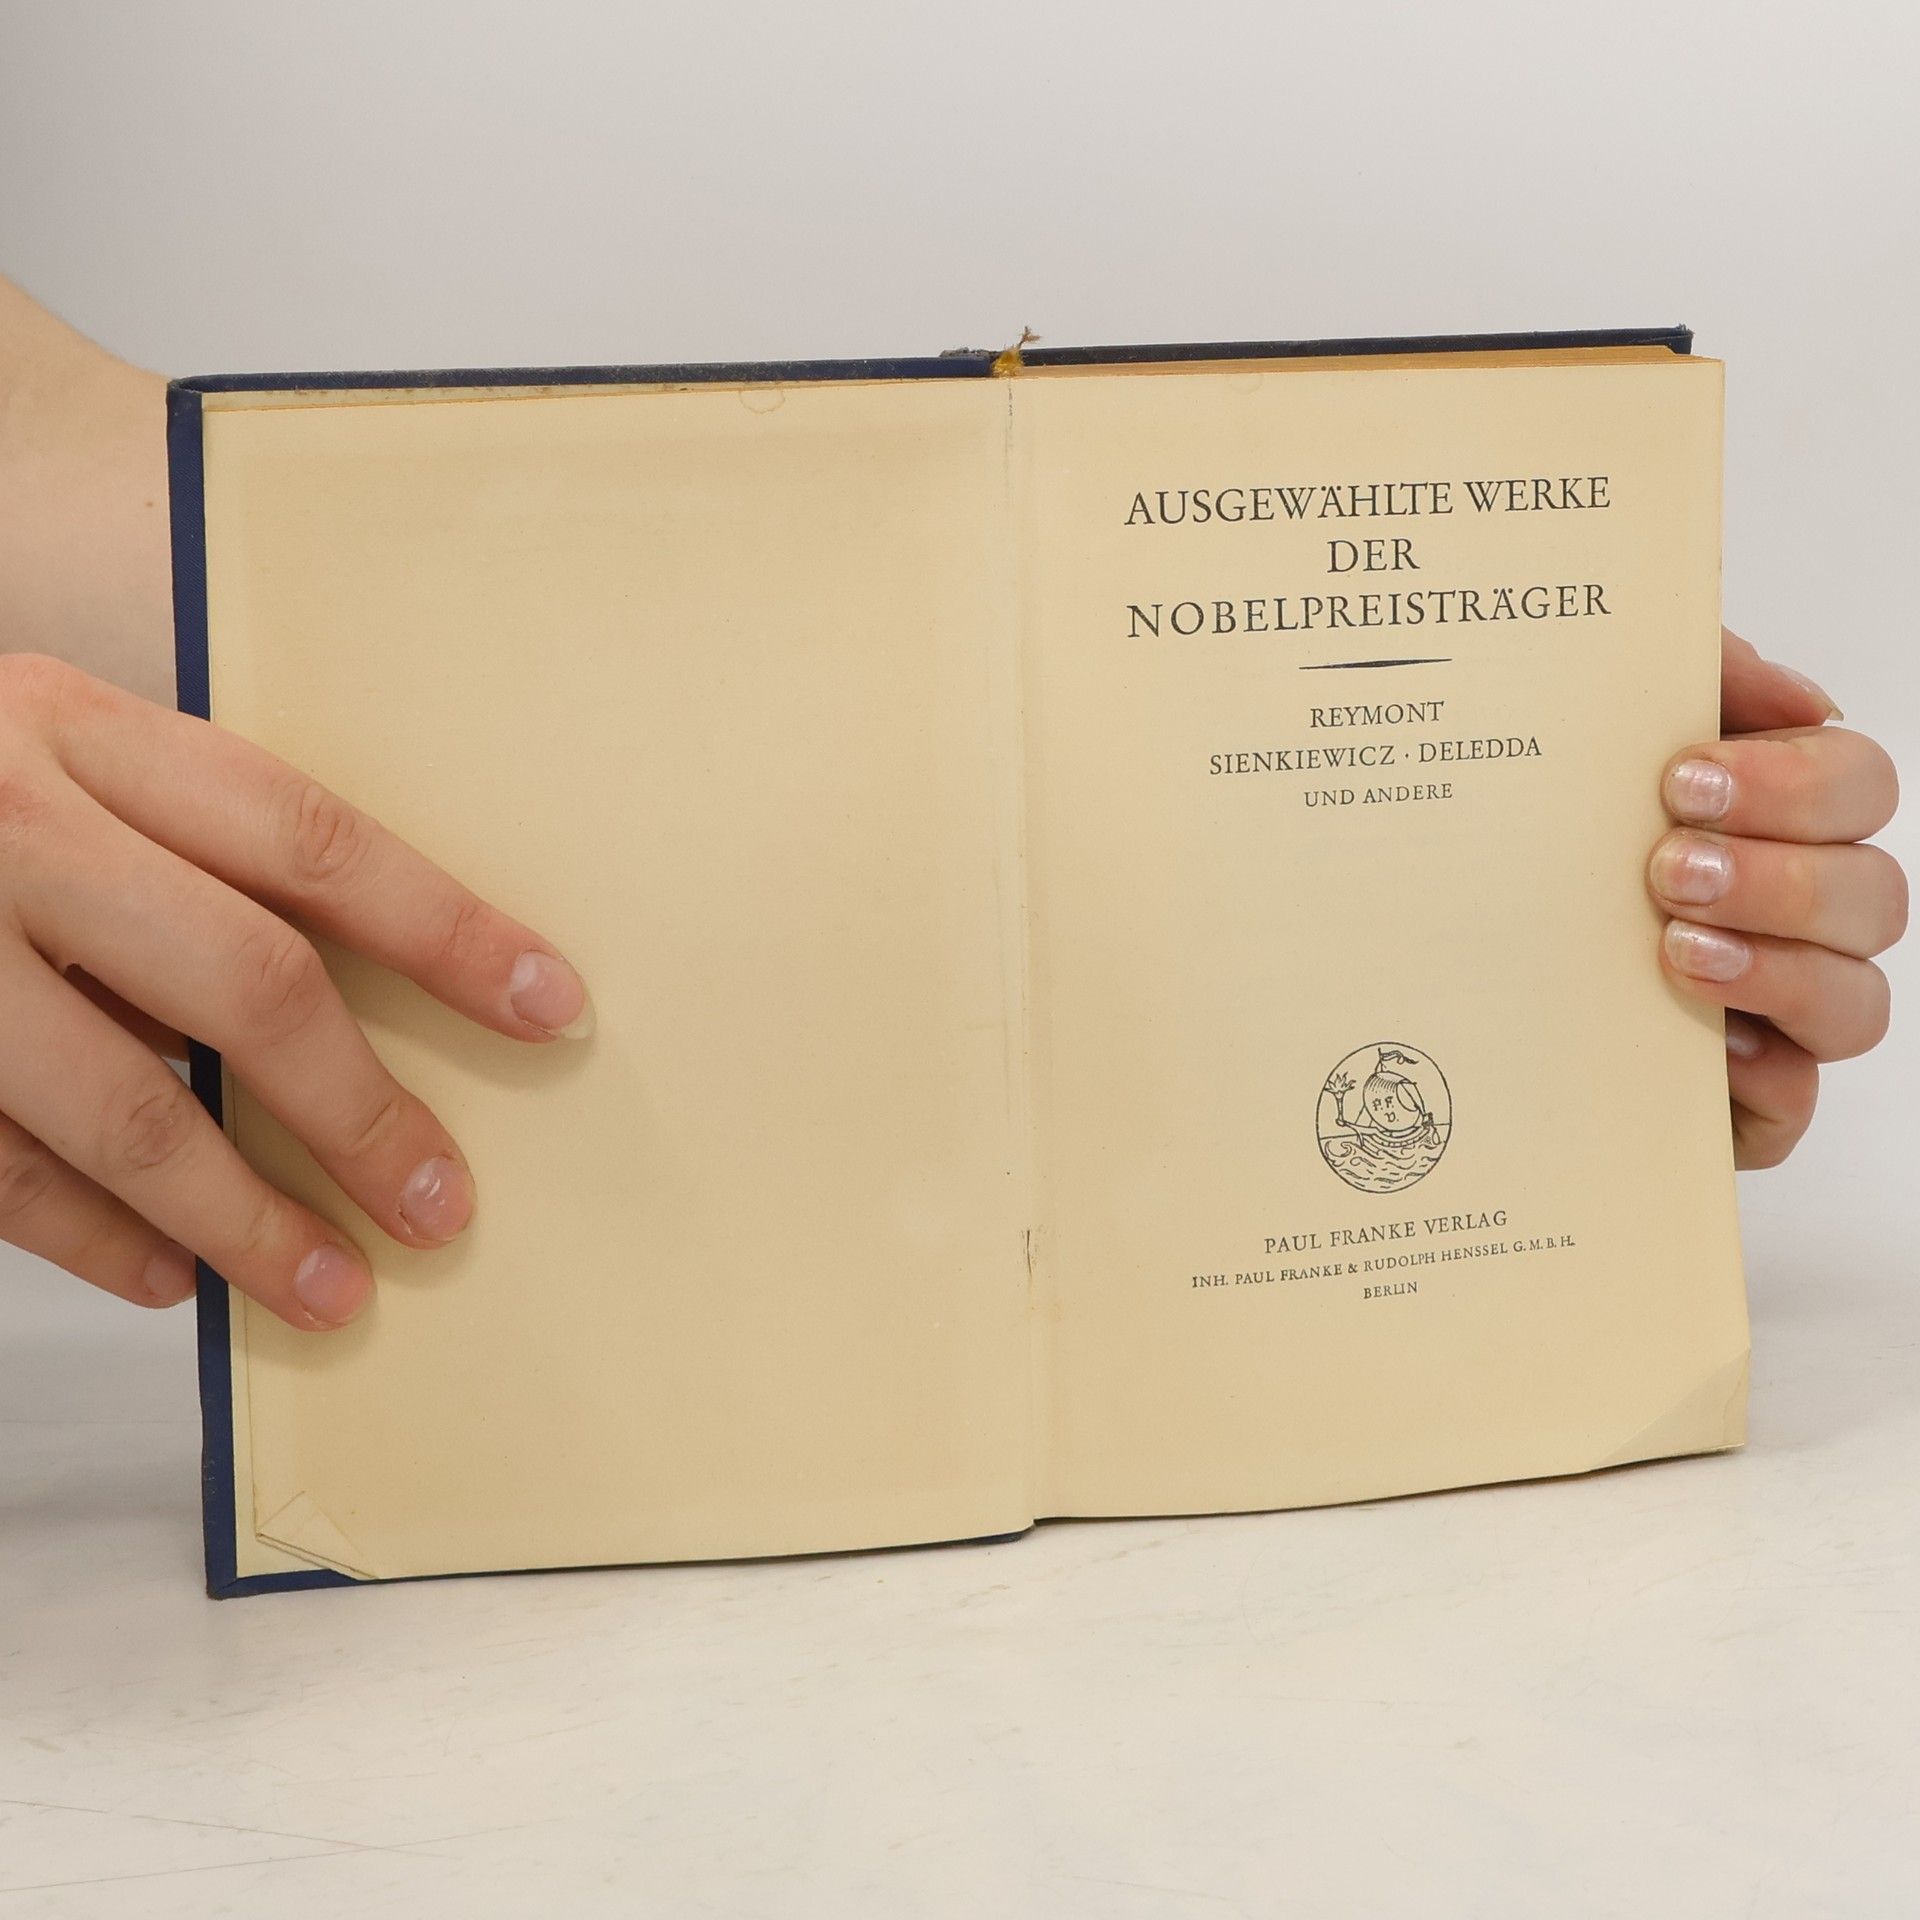 AUSGEWÄHLTE WERKE
DER
NOBELPREISTRÄGER
REYMONT
SIENKIEWICZ · DELEDDA
UND ANDERE
P.F.
V.
PAUL FRANKE VERLAG
INH. PAUL FRANKE & RUDOLPH HENSSEL G.M.B.H.
BERLIN